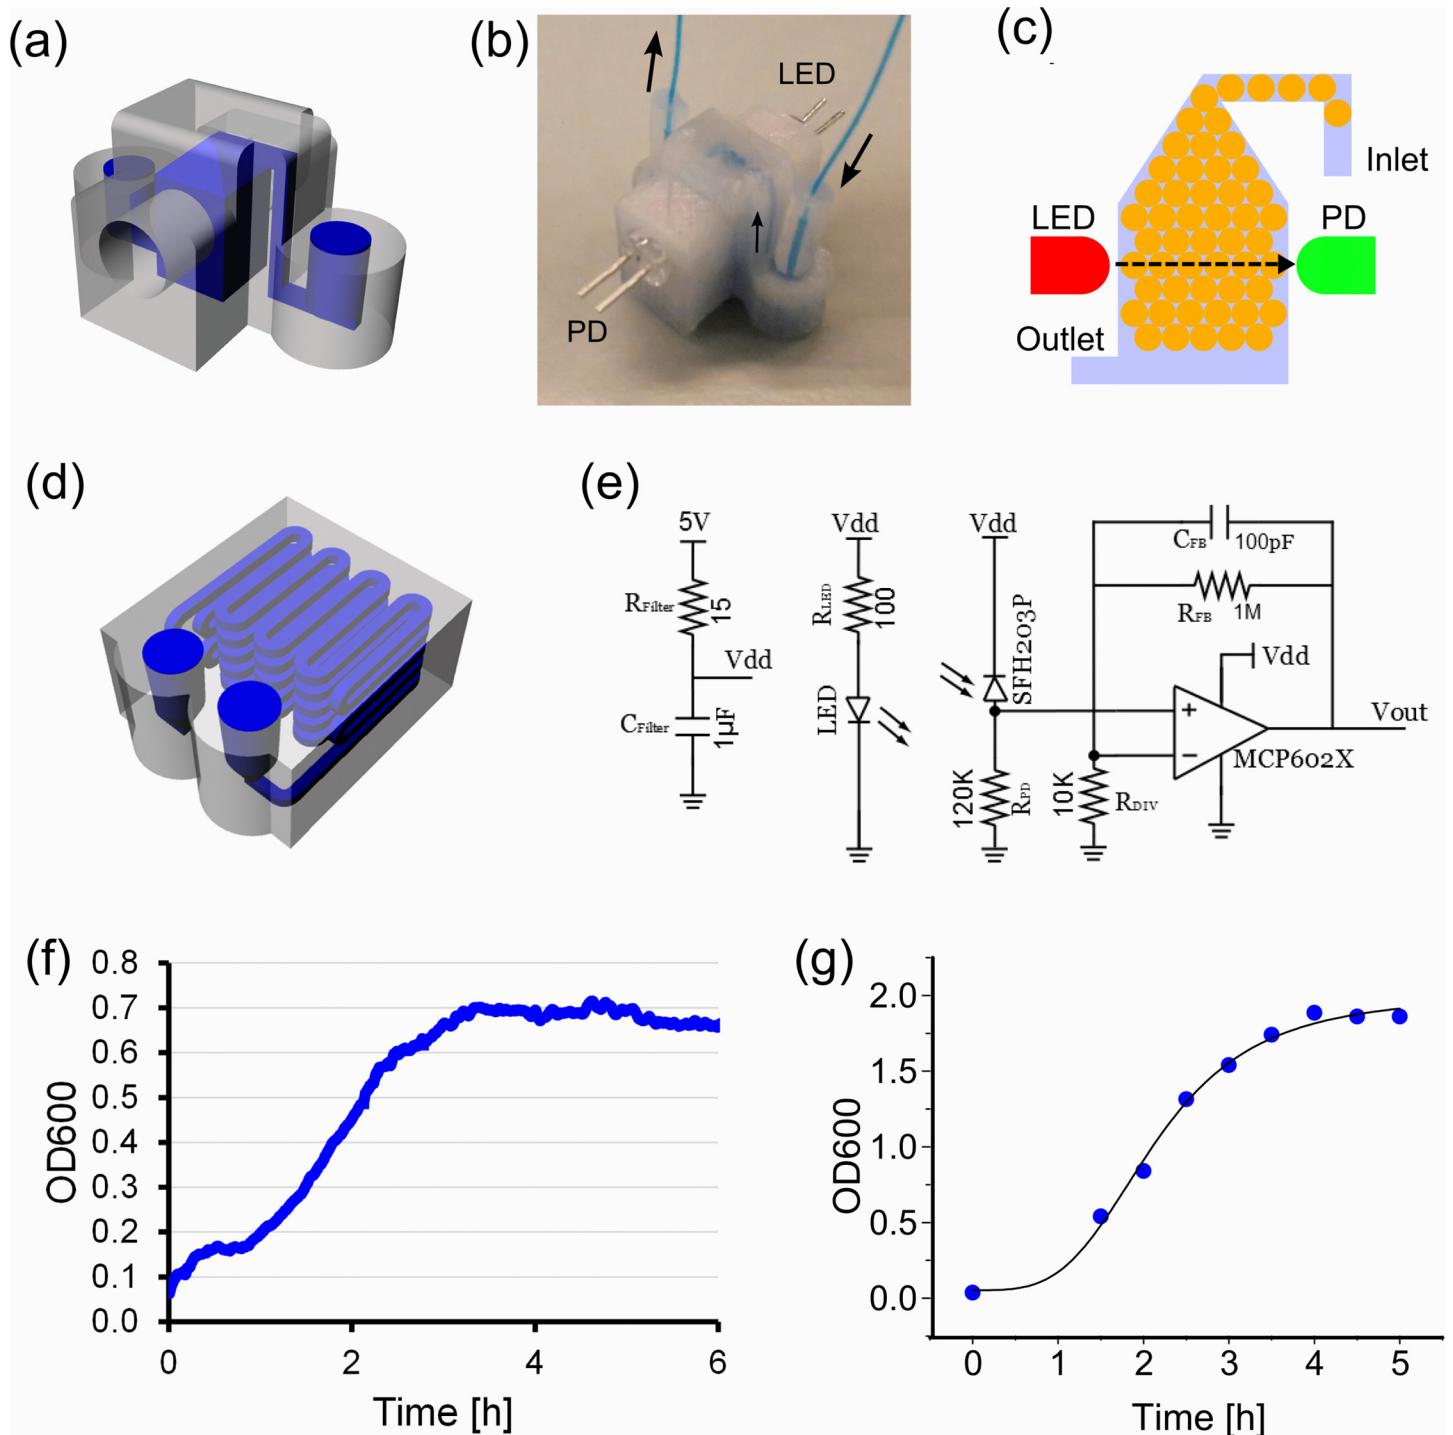 (a)
(b)
LED
PD
(c)
Inlet
LED
PD
Outlet
(d)
(e)
5V
RFilter
15
Vdd
CFilter
1µF
Vdd
RLED
100
LED
Vdd
SFH203P
120K
RPD
CFB
100pF
RFB
1M
Vdd
+
−
MCP602X
Vout
10K
RDIV
(f)
OD600
0.8
0.7
0.6
0.5
0.4
0.3
0.2
0.1
0.0
0
2
4
6
Time [h]
(g)
OD600
2.0
1.5
1.0
0.5
0.0
0
1
2
3
4
5
Time [h]